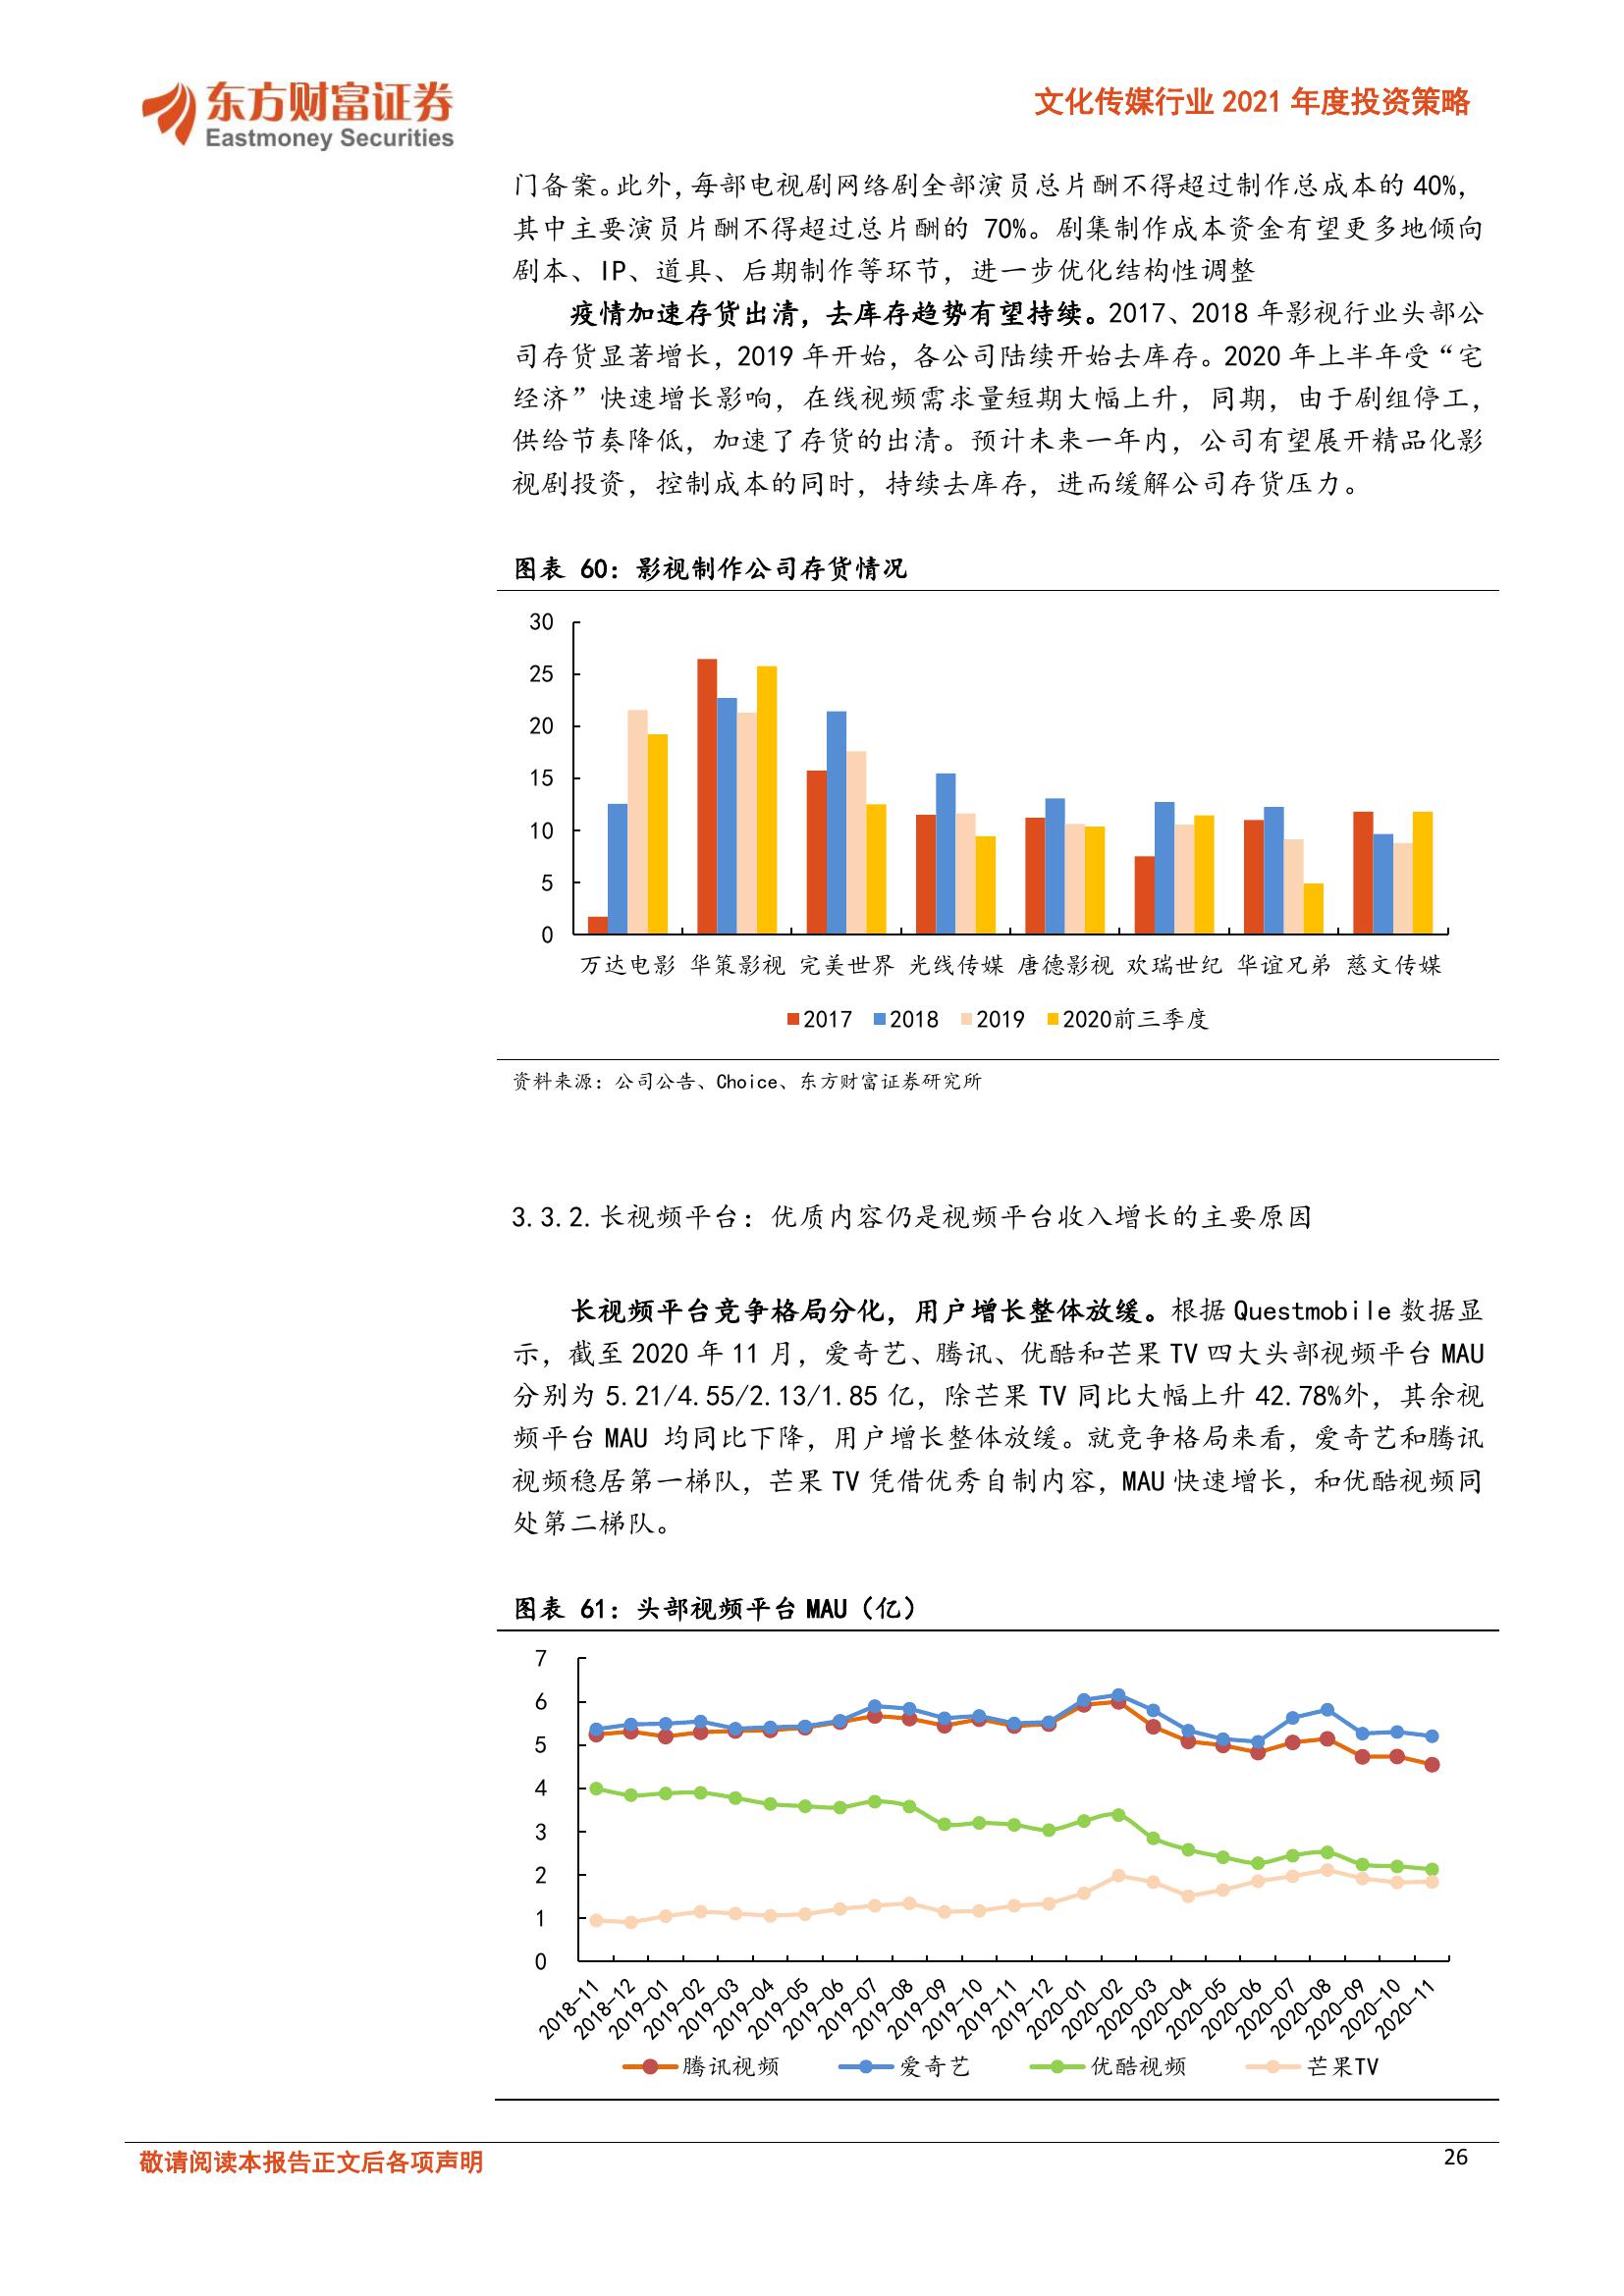 东方财富证券
Eastmoney Securities
文化传媒行业 2021 年度投资策略
门备案。此外，每部电视剧网络剧全部演员总片酬不得超过制作总成本的 40%，
其中主要演员片酬不得超过总片酬的 70%。剧集制作成本资金有望更多地倾向
剧本、IP、道具、后期制作等环节，进一步优化结构性调整
疫情加速存货出清，去库存趋势有望持续。2017、2018 年影视行业头部公
司存货显著增长，2019 年开始，各公司陆续开始去库存。2020 年上半年受“宅
经济”快速增长影响，在线视频需求量短期大幅上升，同期，由于剧组停工，
供给节奏降低，加速了存货的出清。预计未来一年内，公司有望展开精品化影
视剧投资，控制成本的同时，持续去库存，进而缓解公司存货压力。
图表 60：影视制作公司存货情况
30
25
20
15
10
5
0
万达电影 华策影视 完美世界 光线传媒 唐德影视 欢瑞世纪 华谊兄弟 慈文传媒
2017 2018 2019 2020前三季度
资料来源：公司公告、Choice、东方财富证券研究所
3.3.2.长视频平台：优质内容仍是视频平台收入增长的主要原因
长视频平台竞争格局分化，用户增长整体放缓。根据 Questmobile 数据显
示，截至 2020 年 11 月，爱奇艺、腾讯、优酷和芒果 TV 四大头部视频平台 MAU
分别为 5.21/4.55/2.13/1.85 亿，除芒果 TV 同比大幅上升 42.78%外，其余视
频平台 MAU 均同比下降，用户增长整体放缓。就竞争格局来看，爱奇艺和腾讯
视频稳居第一梯队，芒果 TV 凭借优秀自制内容，MAU 快速增长，和优酷视频同
处第二梯队。
图表 61：头部视频平台 MAU（亿）
7
6
5
4
3
2
1
0
2018-11 2018-12 2019-01 2019-02 2019-03 2019-04 2019-05 2019-06 2019-07 2019-08 2019-09 2019-10 2019-11 2019-12 2020-01 2020-02 2020-03 2020-04 2020-05 2020-06 2020-07 2020-08 2020-09 2020-10 2020-11
腾讯视频 爱奇艺 优酷视频 芒果TV
敬请阅读本报告正文后各项声明
26